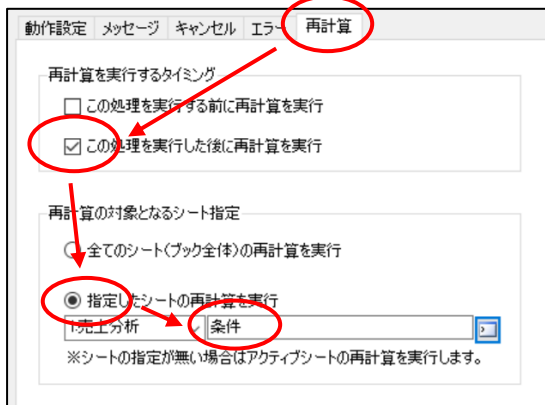 動作設定 メッセージ キャンセル エラー 再計算
再計算を実行するタイミング
この処理を実行する前に再計算を実行
この処理を実行した後に再計算を実行
再計算の対象となるシート指定
全てのシート(ブック全体)の再計算を実行
指定したシートの再計算を実行
1:売上分析 条件
※シートの指定が無い場合はアクティブシートの再計算を実行します。